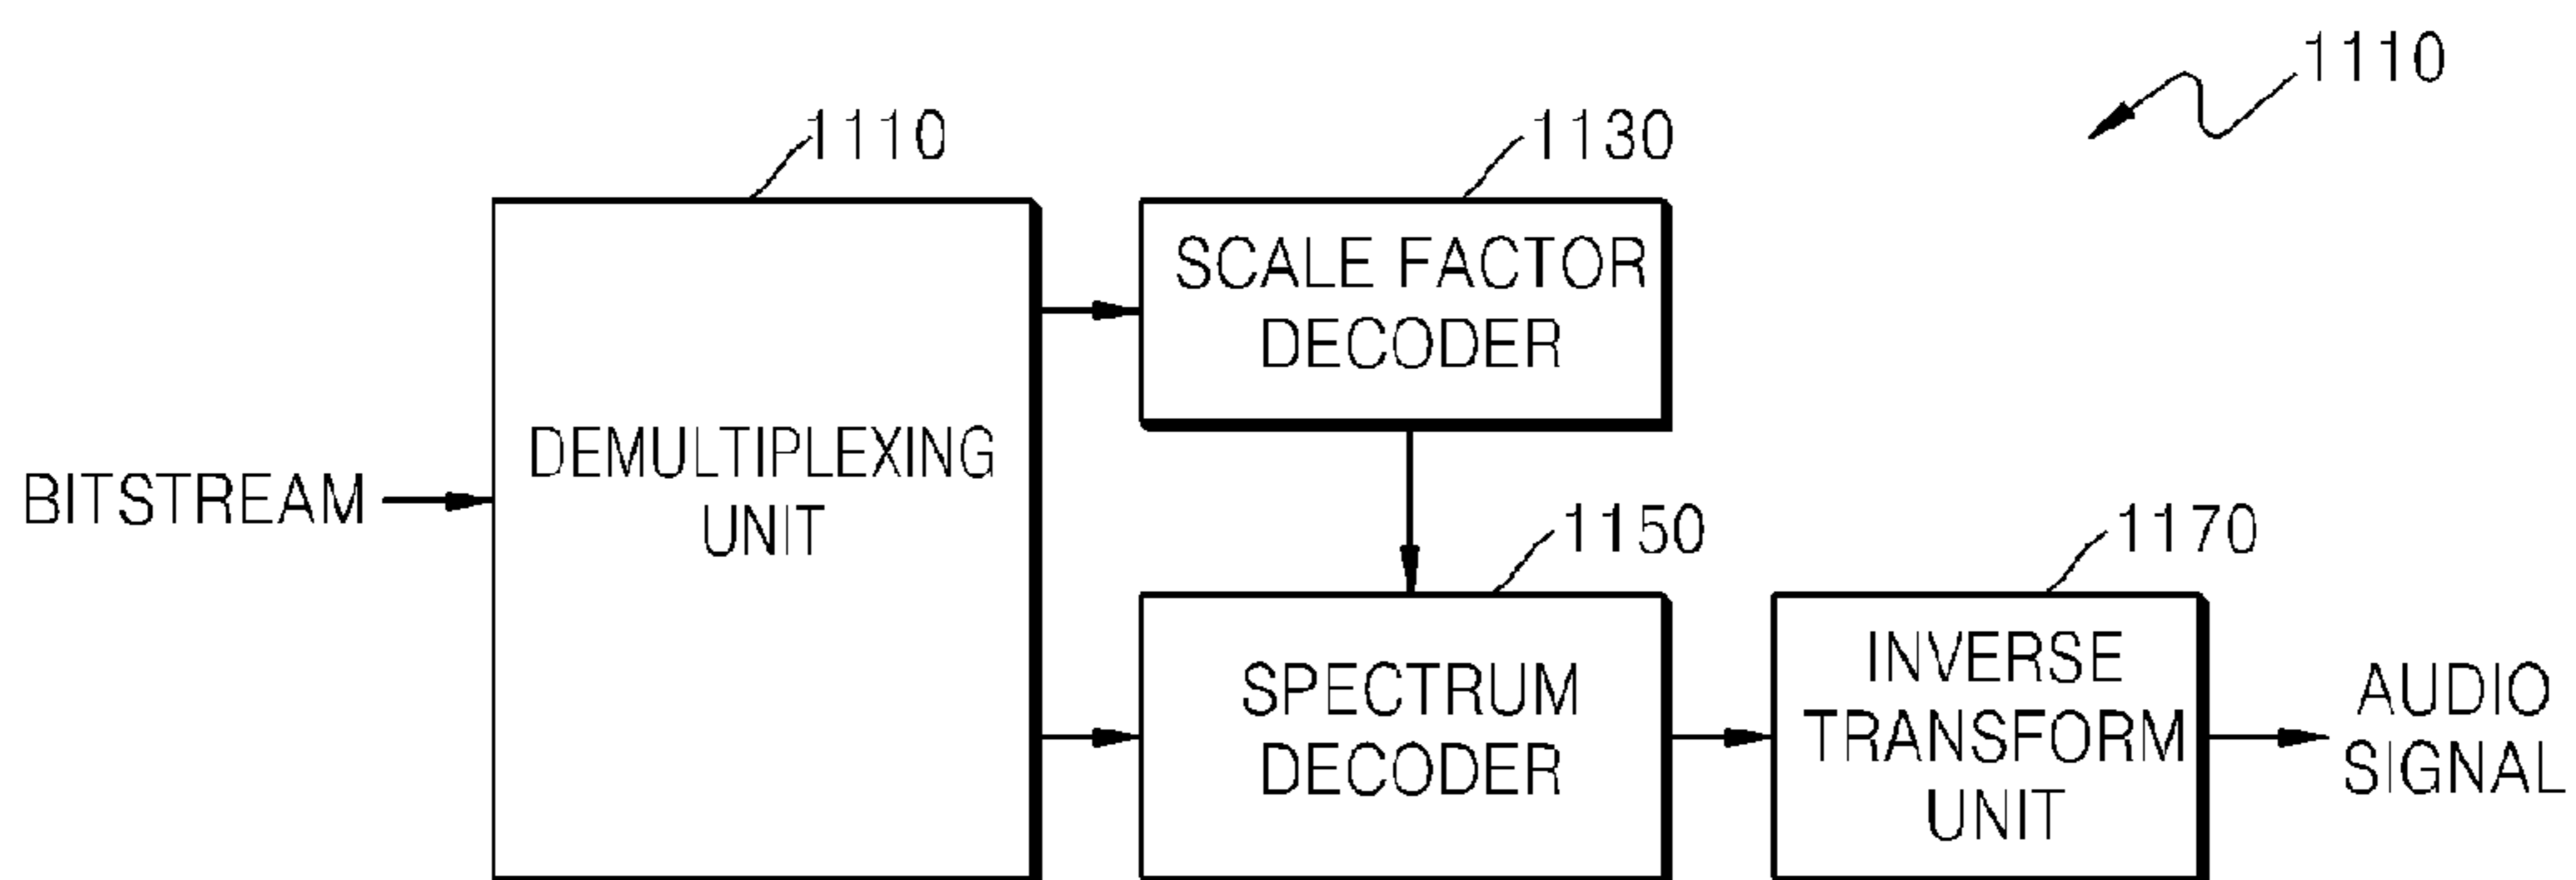 1110
1110
1130
SCALE FACTOR
DECODER
DEMULTIPLEXING
UNIT
BITSTREAM
1150
1170
SPECTRUM
DECODER
INVERSE
TRANSFORM
UNIT
AUDIO
SIGNAL